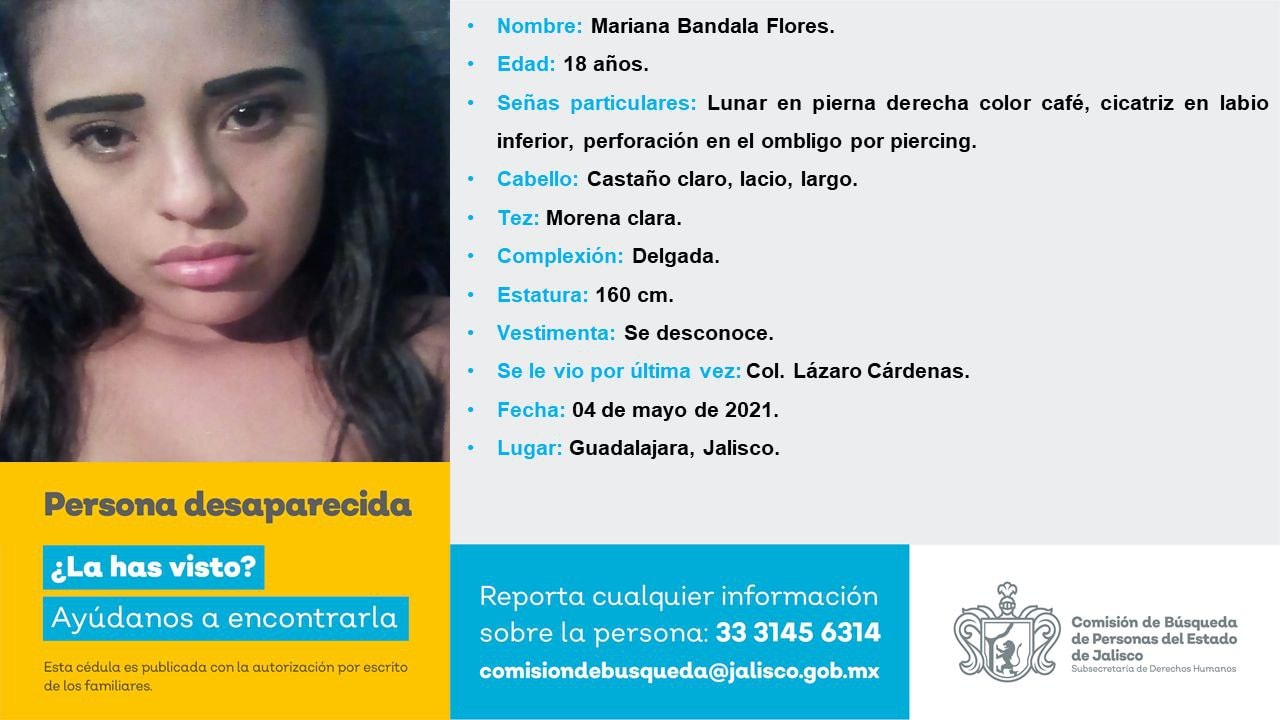 • Nombre: Mariana Bandala Flores.
• Edad: 18 años.
• Señas particulares: Lunar en pierna derecha color café, cicatriz en labio
inferior, perforación en el ombligo por piercing.
• Cabello: Castaño claro, lacio, largo.
• Tez: Morena clara.
• Complexión: Delgada.
• Estatura: 160 cm.
• Vestimenta: Se desconoce.
• Se le vio por última vez: Col. Lázaro Cárdenas.
• Fecha: 04 de mayo de 2021.
• Lugar: Guadalajara, Jalisco.
Persona desaparecida
¿La has visto?
Ayúdanos a encontrarla
Esta cédula es publicada con la autorización por escrito
de los familiares.
Reporta cualquier información
sobre la persona: 33 3145 6314
comisiondebusqueda@jalisco.gob.mx
Comisión de Búsqueda
de Personas del Estado
de Jalisco
Subsecretaría de Derechos Humanos